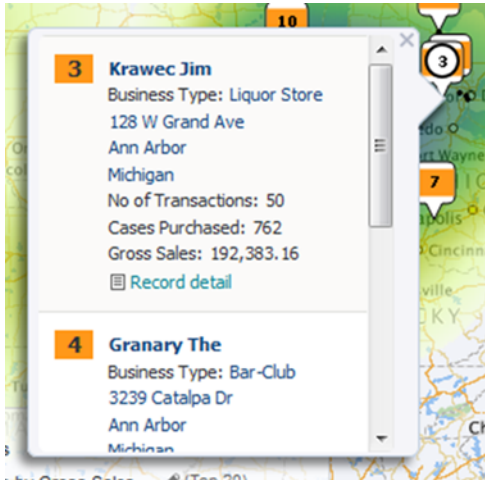 10
3 Krawec Jim
Business Type: Liquor Store
128 W Grand Ave
Ann Arbor
Michigan
No of Transactions: 50
Cases Purchased: 762
Gross Sales: 192,383.16
Record detail
4 Granary The
Business Type: Bar-Club
3239 Catalpa Dr
Ann Arbor
Michigan
3
7